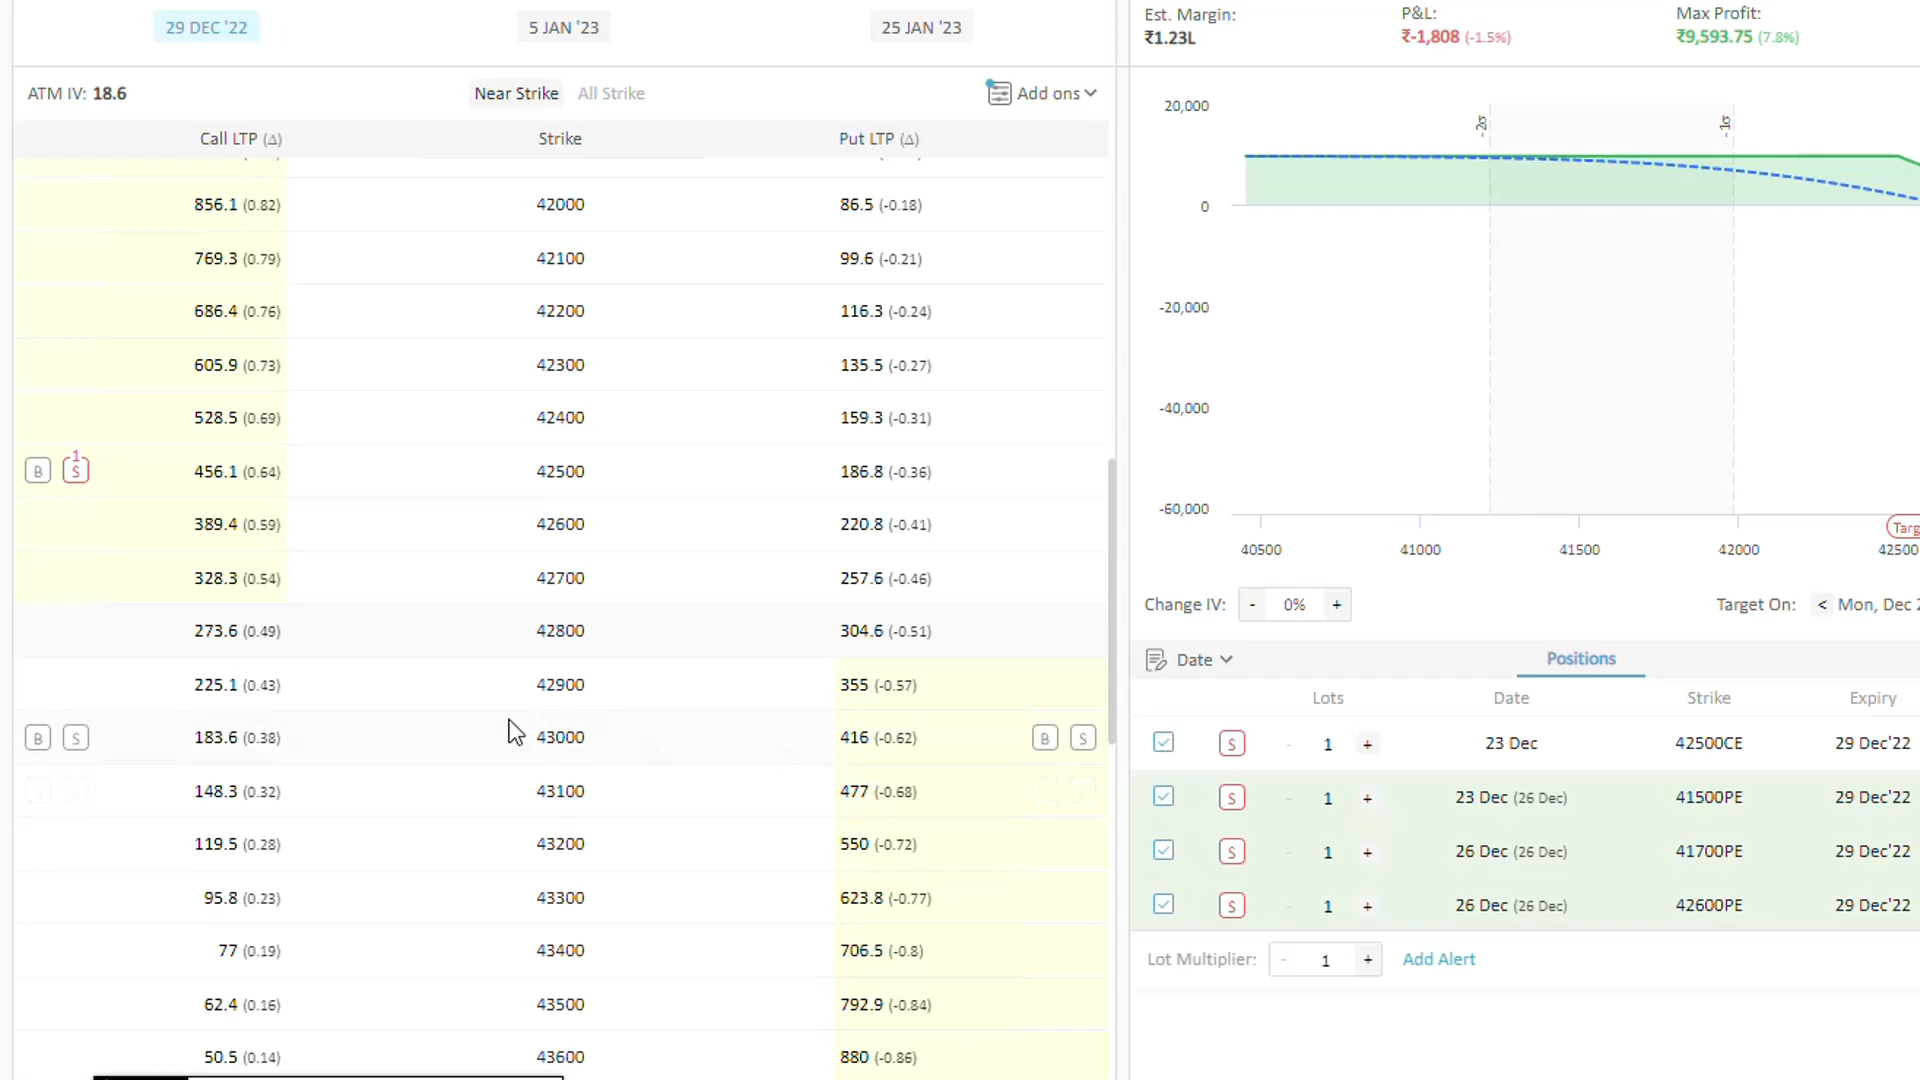 29 DEC '22 5 JAN '23 25 JAN '23
ATM IV: 18.6 Near Strike All Strike Add ons
Call LTP (Δ) Strike Put LTP (Δ)
856.1 (0.82) 42000 86.5 (-0.18)
769.3 (0.79) 42100 99.6 (-0.21)
686.4 (0.76) 42200 116.3 (-0.24)
605.9 (0.73) 42300 135.5 (-0.27)
528.5 (0.69) 42400 159.3 (-0.31)
B S 1 456.1 (0.64) 42500 186.8 (-0.36)
389.4 (0.59) 42600 220.8 (-0.41)
328.3 (0.54) 42700 257.6 (-0.46)
273.6 (0.49) 42800 304.6 (-0.51)
225.1 (0.43) 42900 355 (-0.57)
B S 183.6 (0.38) 43000 416 (-0.62) B S
148.3 (0.32) 43100 477 (-0.68)
119.5 (0.28) 43200 550 (-0.72)
95.8 (0.23) 43300 623.8 (-0.77)
77 (0.19) 43400 706.5 (-0.8)
62.4 (0.16) 43500 792.9 (-0.84)
50.5 (0.14) 43600 880 (-0.86)
Est. Margin: P&L: Max Profit:
₹1.23L ₹-1,808 (-1.5%) ₹9,593.75 (7.8%)
20,000
-2σ -1σ
0
-20,000
-40,000
-60,000
Targ
40500 41000 41500 42000 42500
Change IV: - 0% + Target On: < Mon, Dec 2
Date Positions
Lots Date Strike Expiry
S - 1 + 23 Dec 42500CE 29 Dec'22
S - 1 + 23 Dec (26 Dec) 41500PE 29 Dec'22
S - 1 + 26 Dec (26 Dec) 41700PE 29 Dec'22
S - 1 + 26 Dec (26 Dec) 42600PE 29 Dec'22
Lot Multiplier: - 1 + Add Alert